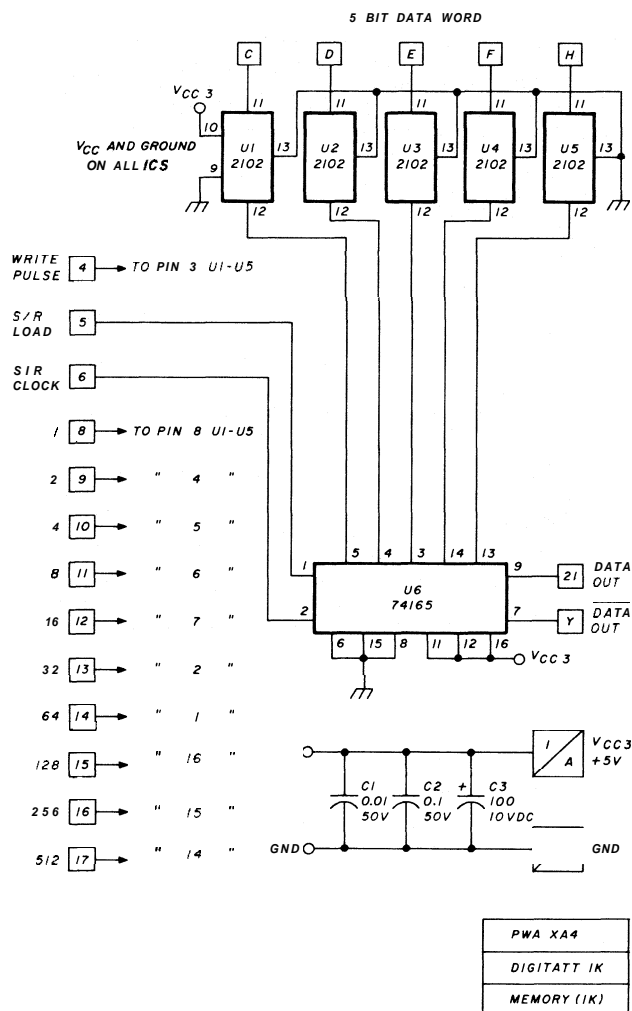 5 BIT DATA WORD
C D E F H
VCC 3
11 11 11 11 11
10
VCC AND GROUND
ON ALL ICS
U1 2102
U2 2102
U3 2102
U4 2102
U5 2102
13 13 13 13 13
9
12 12 12 12 12
WRITE PULSE 4 TO PIN 3 U1-U5
S/R LOAD 5
SIR CLOCK 6
1 8 TO PIN 8 U1-U5
2 9 " 4 "
4 10 " 5 "
8 11 " 6 "
16 12 " 7 "
32 13 " 2 "
64 14 " 1 "
128 15 " 16 "
256 16 " 15 "
512 17 " 14 "
5 4 3 14 13
1
2
U6
74165
9 21 DATA OUT
7 Y DATA OUT
6 15 8 11 12 16
VCC 3
1 A
VCC3
+5V
C1
0.01
50V
C2
0.1
50V
+ C3
100
10VDC
GND
GND
PWA XA4
DIGITATT 1K
MEMORY (1K)